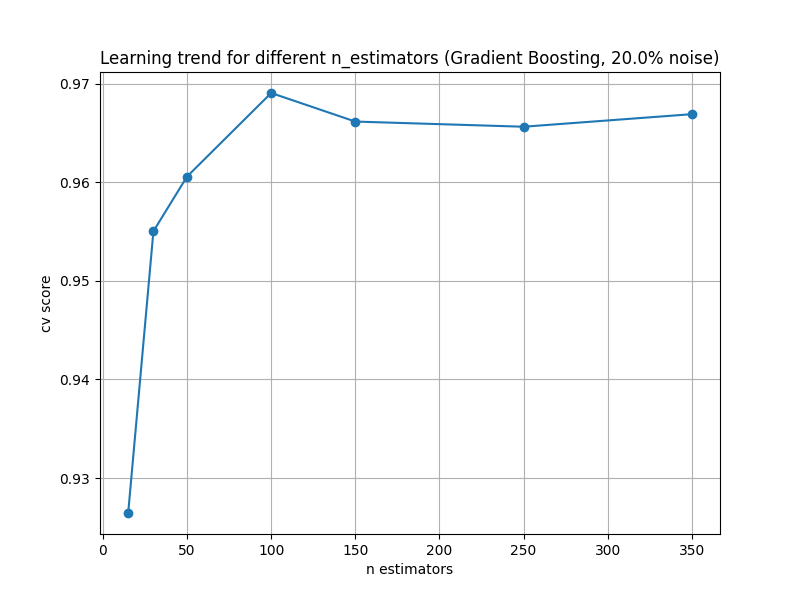 Learning trend for different n_estimators (Gradient Boosting, 20.0% noise)
0.97
0.96
0.95
0.94
0.93
cv score
0 50 100 150 200 250 300 350
n estimators